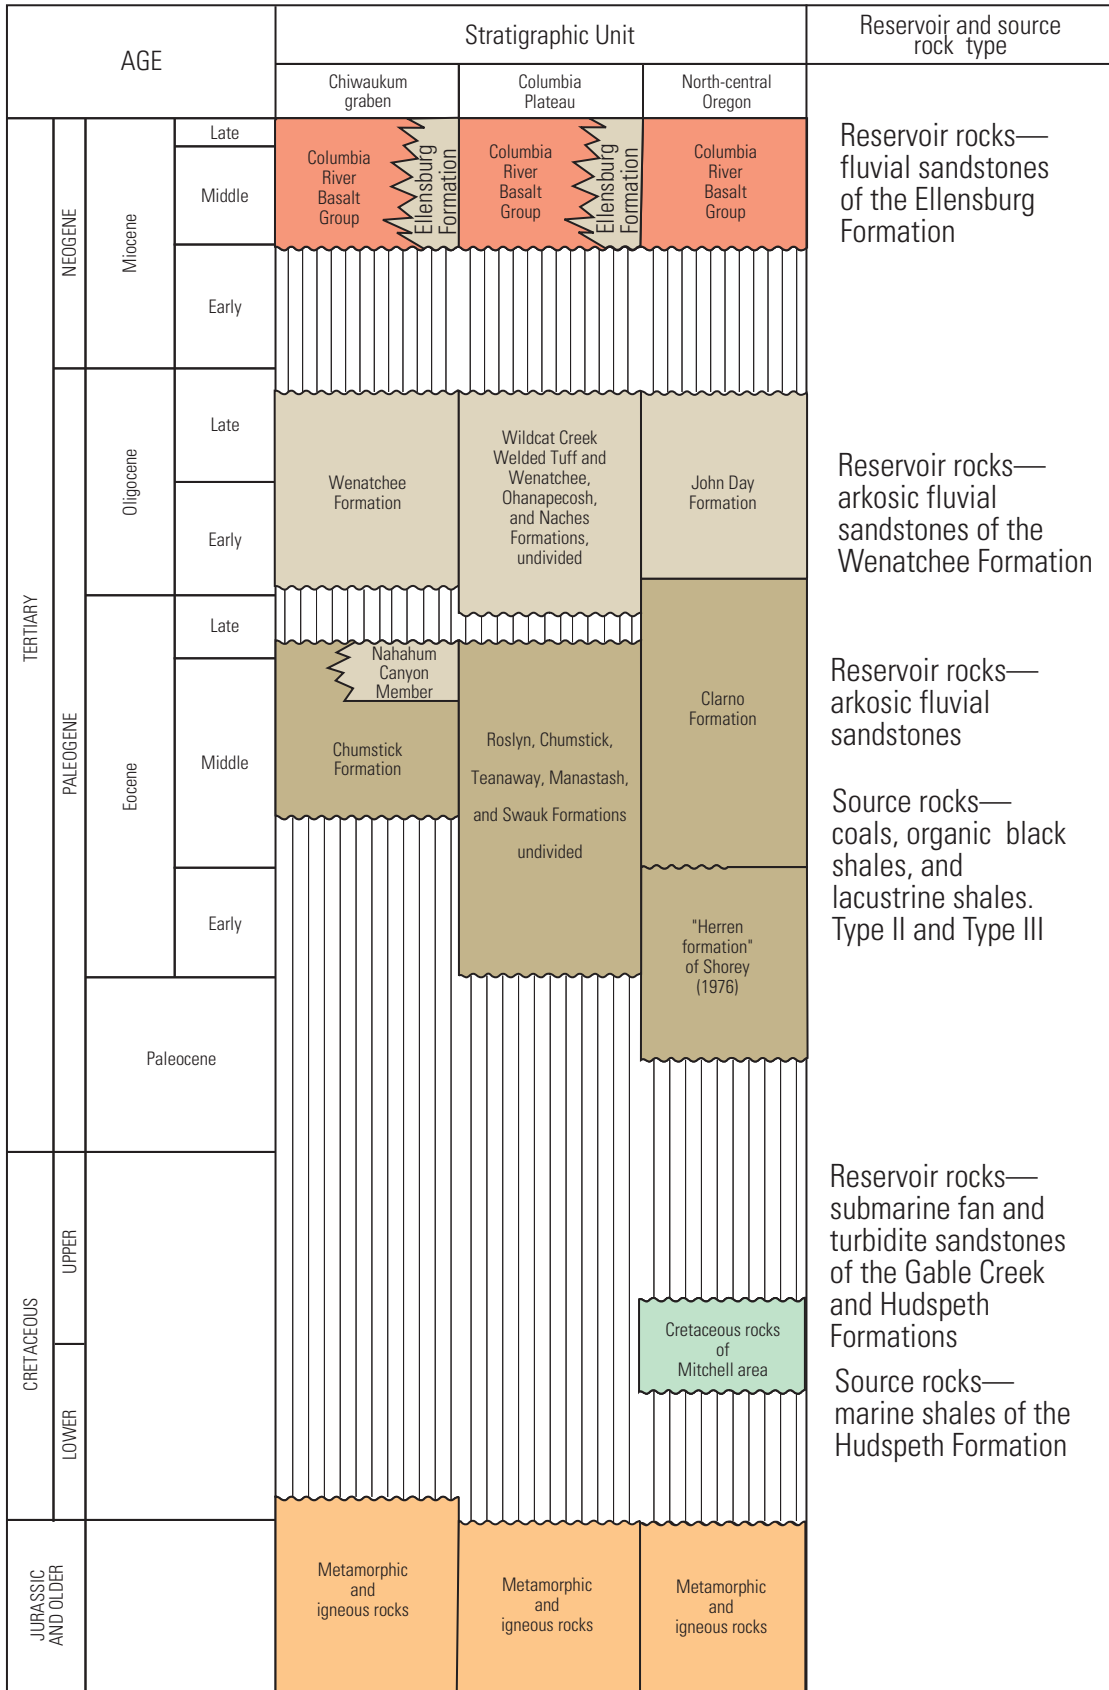 AGE
Stratigraphic Unit
Reservoir and source
rock type
Chiwaukum
graben
Columbia
Plateau
North-central
Oregon
TERTIARY
NEOGENE
Miocene
Late
Middle
Early
Columbia
River
Basalt
Group
Ellensburg
Formation
Columbia
River
Basalt
Group
Ellensburg
Formation
Columbia
River
Basalt
Group
Reservoir rocks—
fluvial sandstones
of the Ellensburg
Formation
PALEOGENE
Oligocene
Late
Early
Wenatchee
Formation
Wildcat Creek
Welded Tuff and
Wenatchee,
Ohanapecosh,
and Naches
Formations,
undivided
John Day
Formation
Reservoir rocks—
arkosic fluvial
sandstones of the
Wenatchee Formation
Eocene
Late
Middle
Early
Nahahum
Canyon
Member
Chumstick
Formation
Roslyn, Chumstick,
Teanaway, Manastash,
and Swauk Formations
undivided
Clarno
Formation
"Herren
formation"
of Shorey
(1976)
Reservoir rocks—
arkosic fluvial
sandstones
Source rocks—
coals, organic black
shales, and
lacustrine shales.
Type II and Type III
Paleocene
CRETACEOUS
UPPER
LOWER
Cretaceous rocks
of
Mitchell area
Reservoir rocks—
submarine fan and
turbidite sandstones
of the Gable Creek
and Hudspeth
Formations
Source rocks—
marine shales of the
Hudspeth Formation
JURASSIC
AND OLDER
Metamorphic
and
igneous rocks
Metamorphic
and
igneous rocks
Metamorphic
and
igneous rocks